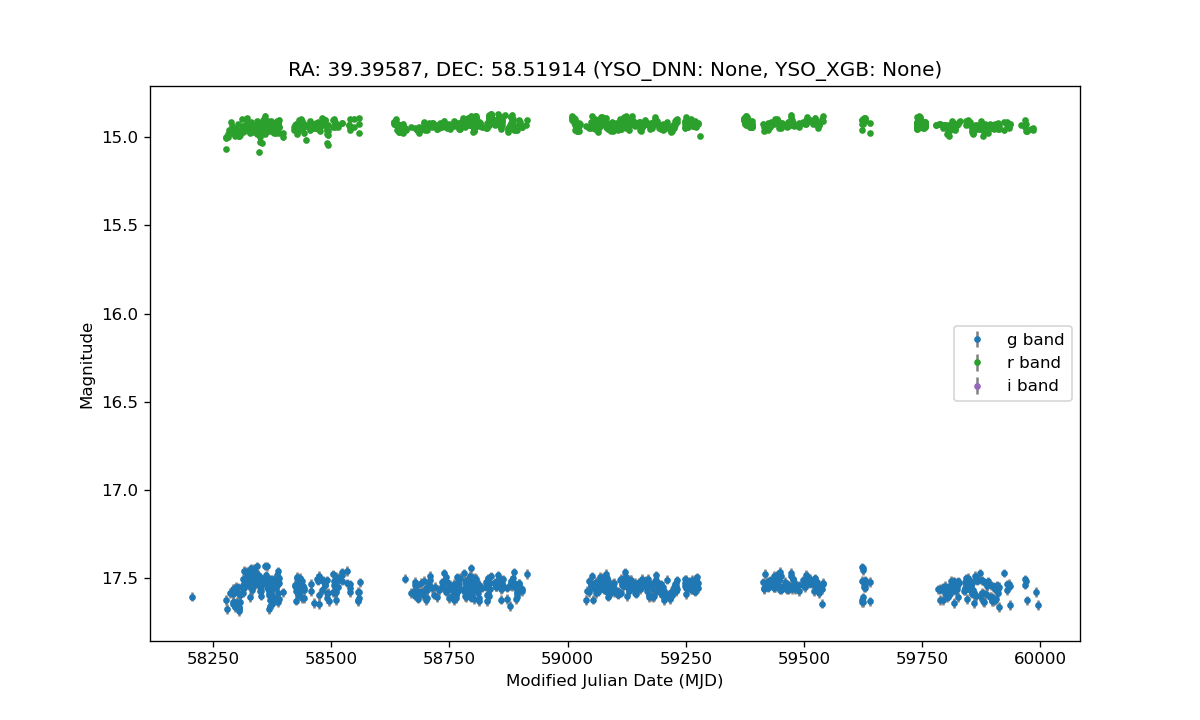 RA: 39.39587, DEC: 58.51914 (YSO_DNN: None, YSO_XGB: None)
15.0
15.5
16.0
16.5
17.0
17.5
Magnitude
g band
r band
i band
58250 58500 58750 59000 59250 59500 59750 60000
Modified Julian Date (MJD)